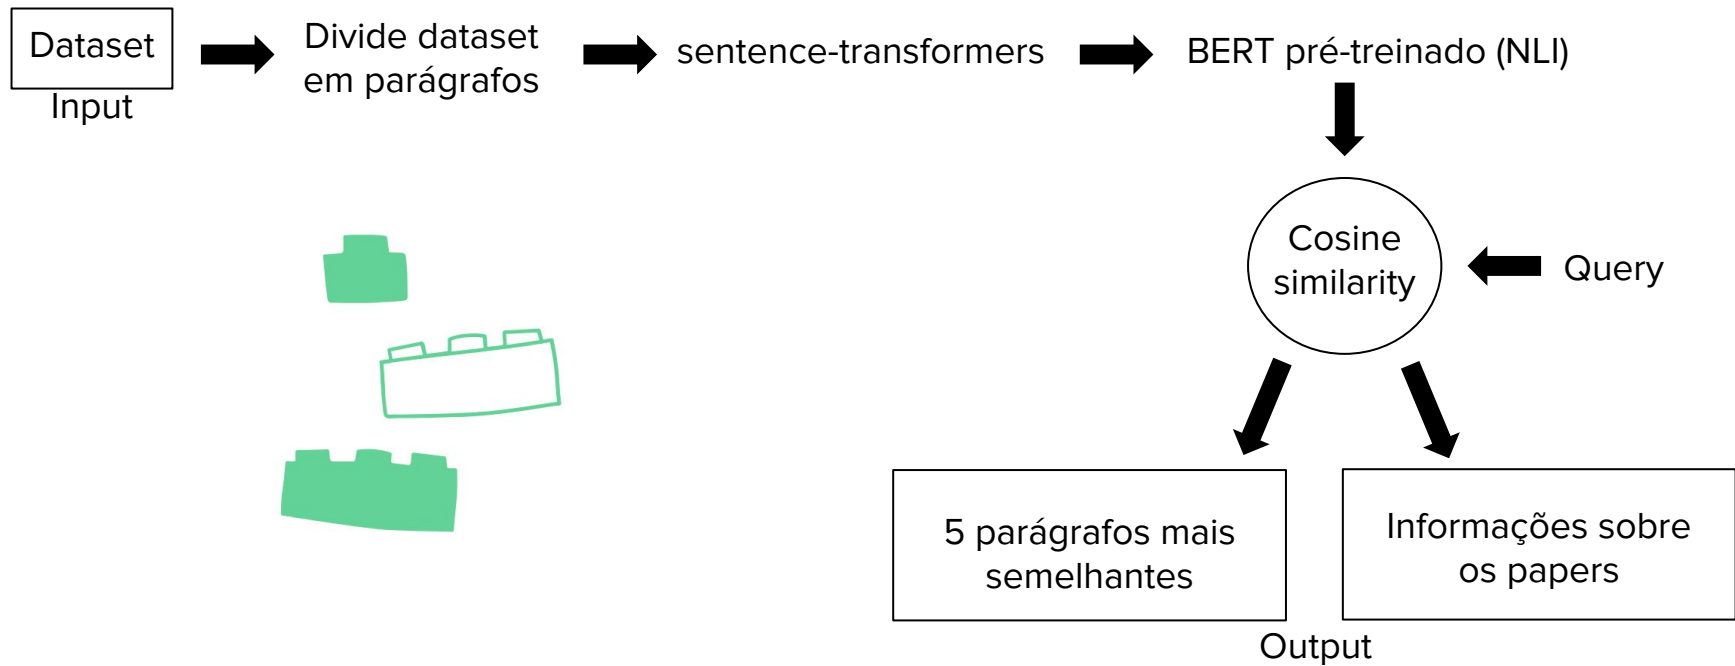 Dataset
Input
Divide dataset
em parágrafos
sentence-transformers
BERT pré-treinado (NLI)
Cosine
similarity
Query
5 parágrafos mais
semelhantes
Informações sobre
os papers
Output